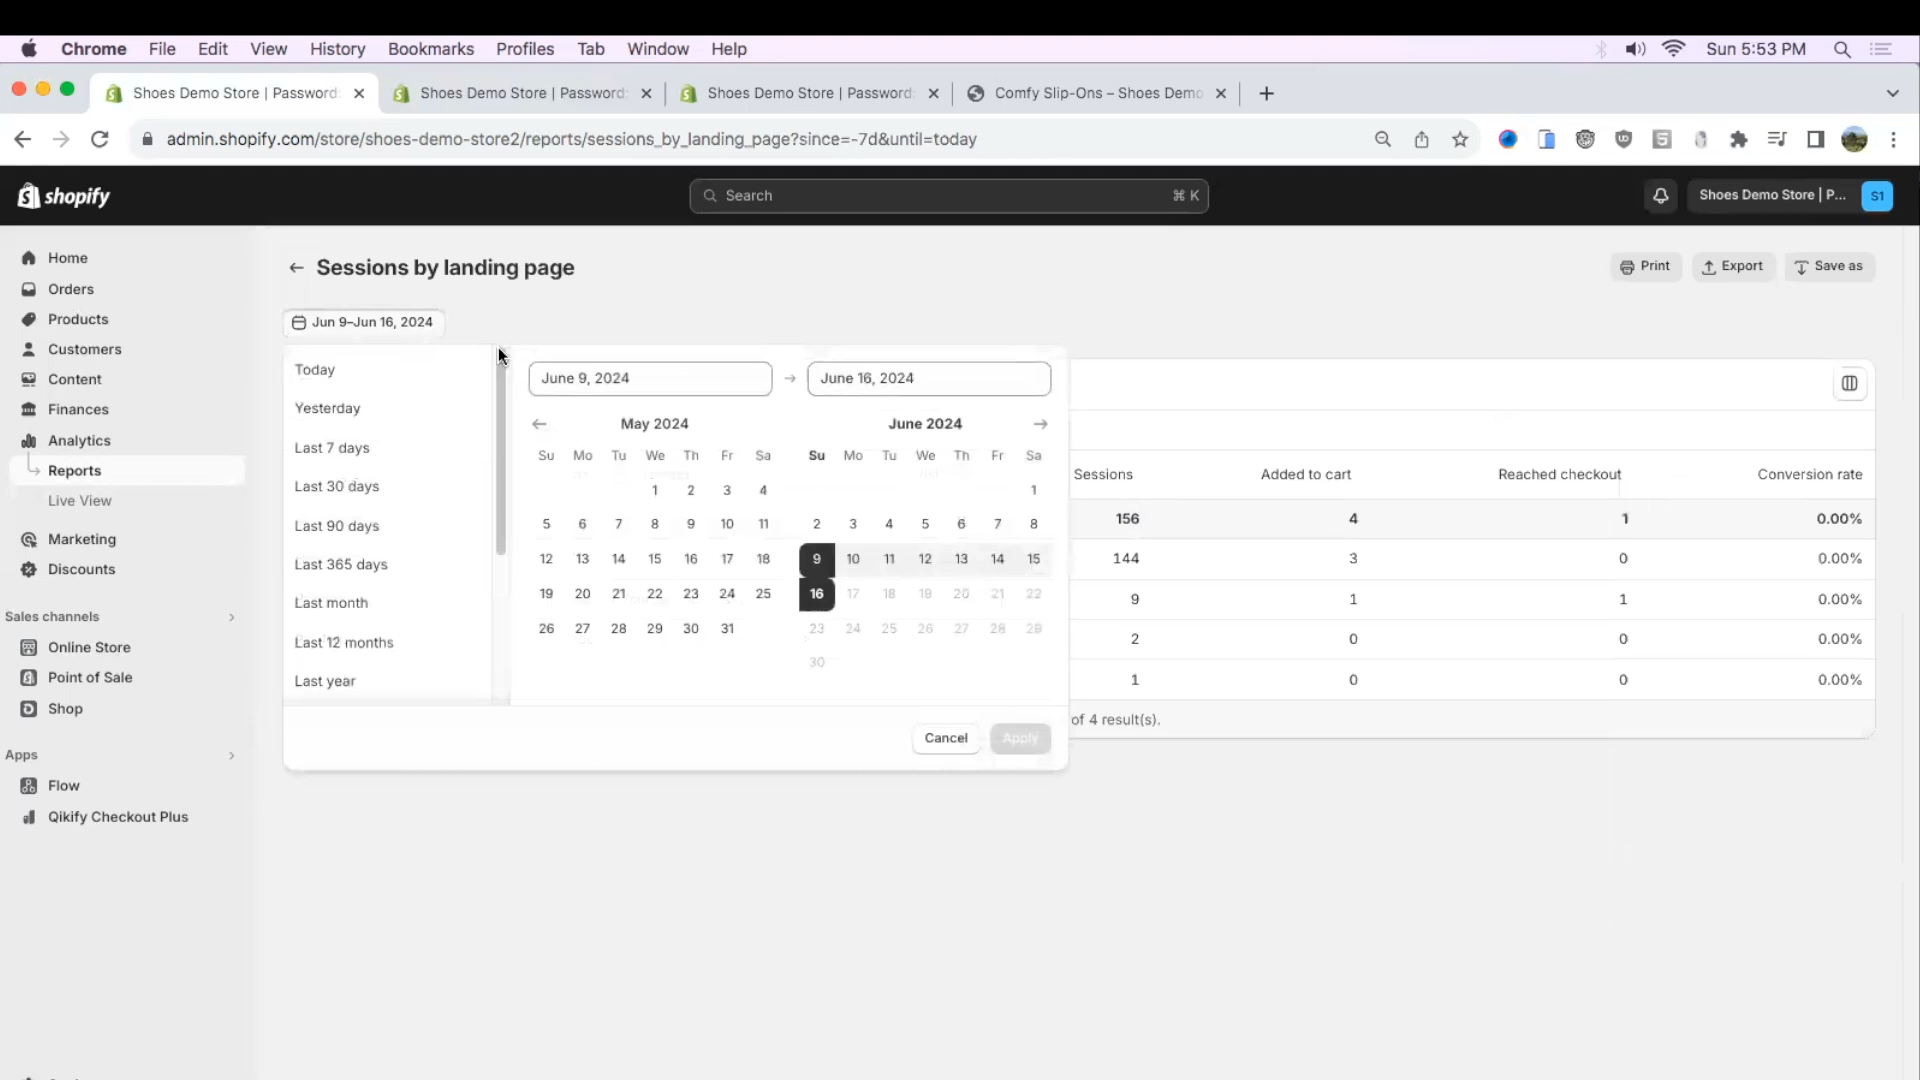 Chrome File Edit View History Bookmarks Profiles Tab Window Help Sun 5:53 PM
Shoes Demo Store | Password: Shoes Demo Store | Password: Shoes Demo Store | Password: Comfy Slip-Ons – Shoes Demo
admin.shopify.com/store/shoes-demo-store2/reports/sessions_by_landing_page?since=-7d&until=today
shopify Search ⌘ K Shoes Demo Store | P... S1
Home
Orders
Products
Customers
Content
Finances
Analytics
Reports
Live View
Marketing
Discounts
Sales channels
Online Store
Point of Sale
Shop
Apps
Flow
Qikify Checkout Plus
Sessions by landing page
Print Export Save as
Jun 9–Jun 16, 2024
Today
Yesterday
Last 7 days
Last 30 days
Last 90 days
Last 365 days
Last month
Last 12 months
Last year
June 9, 2024 → June 16, 2024
May 2024
Su Mo Tu We Th Fr Sa
1 2 3 4
5 6 7 8 9 10 11
12 13 14 15 16 17 18
19 20 21 22 23 24 25
26 27 28 29 30 31
June 2024
Su Mo Tu We Th Fr Sa
1
2 3 4 5 6 7 8
9 10 11 12 13 14 15
16 17 18 19 20 21 22
23 24 25 26 27 28 29
30
Cancel Apply
Sessions Added to cart Reached checkout Conversion rate
156 4 1 0.00%
144 3 0 0.00%
9 1 1 0.00%
2 0 0 0.00%
1 0 0 0.00%
of 4 result(s).